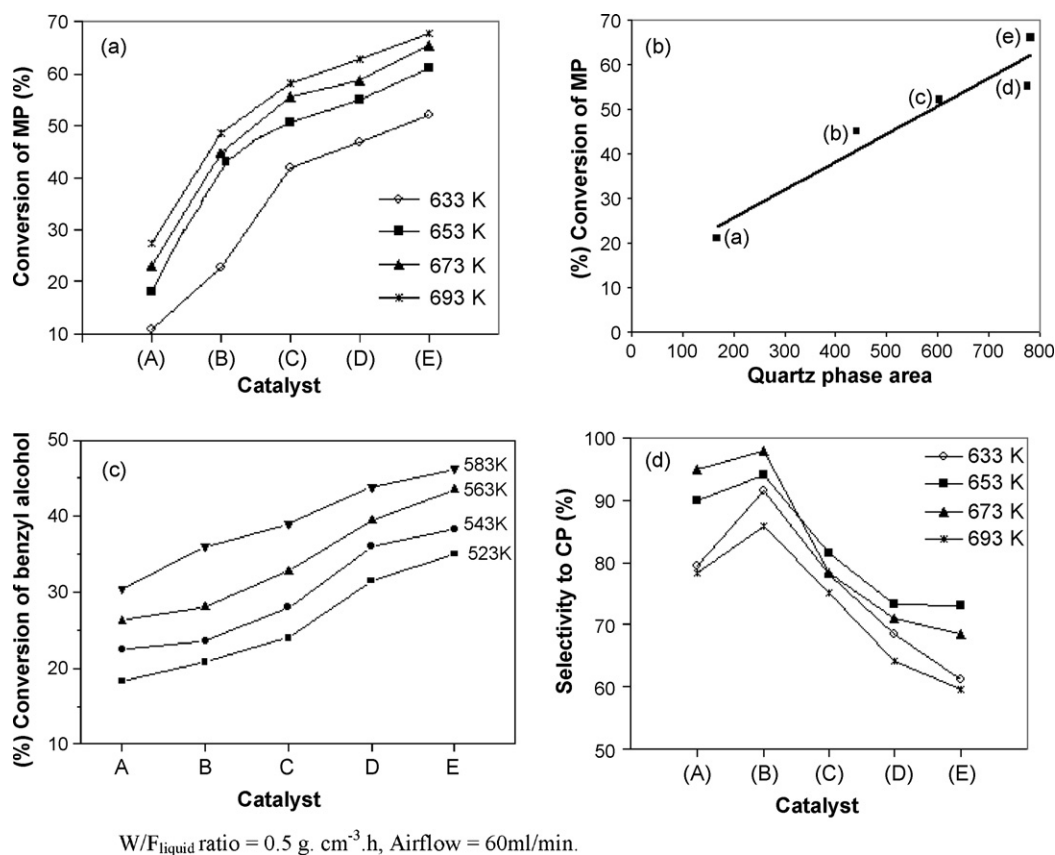 (a)
Conversion of MP (%)
70
60
50
40
30
20
10
633 K
653 K
673 K
693 K
(A) (B) (C) (D) (E)
Catalyst
(b)
(%) Conversion of MP
70
60
50
40
30
20
10
0
(a)
(b)
(c)
(d)
(e)
0 100 200 300 400 500 600 700 800
Quartz phase area
(c)
(%) Conversion of benzyl alcohol
50
40
30
20
10
583K
563K
543K
523K
A B C D E
Catalyst
(d)
Selectivity to CP (%)
100
90
80
70
60
50
633 K
653 K
673 K
693 K
(A) (B) (C) (D) (E)
Catalyst
W/Fliquid ratio = 0.5 g. cm-3.h, Airflow = 60ml/min.